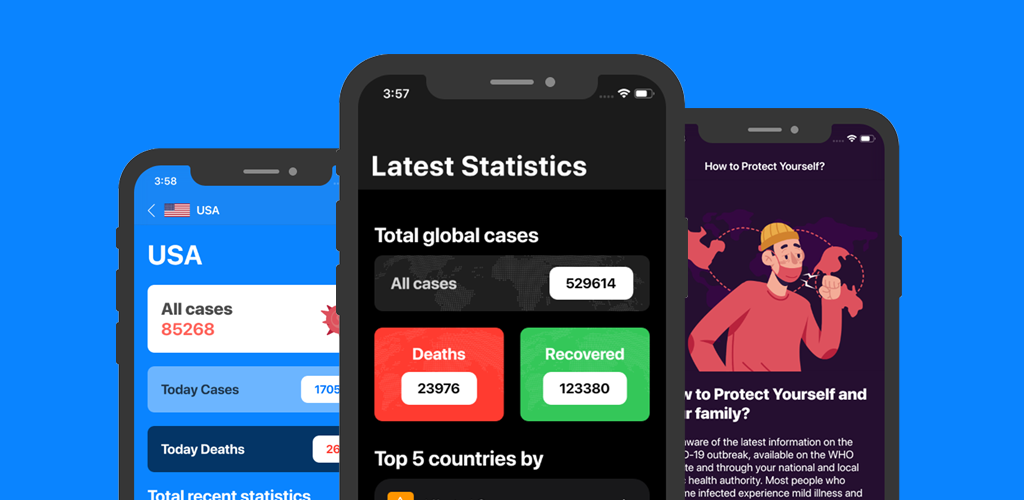 3:58
USA
USA
All cases
85268
Today Cases
1705
Today Deaths
26
Total recent statistics
3:57
Latest Statistics
Total global cases
All cases
529614
Deaths
23976
Recovered
123380
Top 5 countries by
How to Protect Yourself?
to Protect Yourself and
family?
of the latest information on the
-19 outbreak, available on the WHO
and through your national and local
health authority. Most people who
infected experience mild illness and